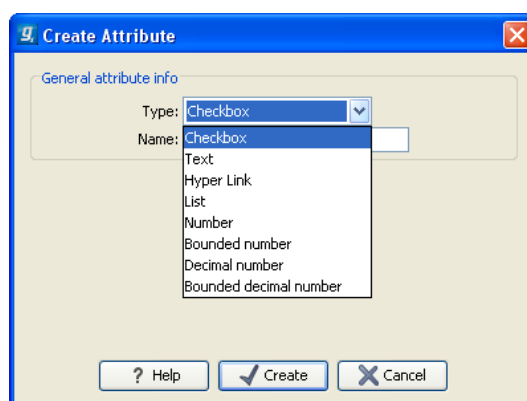 Create Attribute
General attribute info
Type: Checkbox
Name:
Checkbox
Text
Hyper Link
List
Number
Bounded number
Decimal number
Bounded decimal number
? Help
Create
Cancel